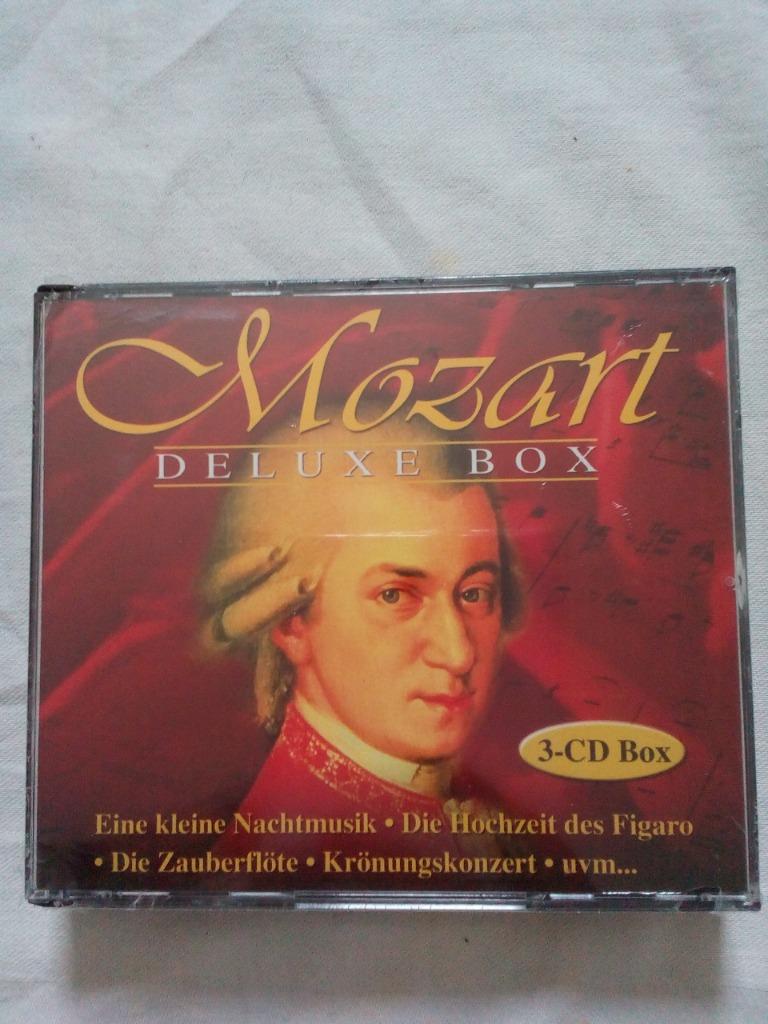 Mozart
DELUXE BOX
3-CD Box
Eine kleine Nachtmusik • Die Hochzeit des Figaro
• Die Zauberflöte • Krönungskonzert • uvm...